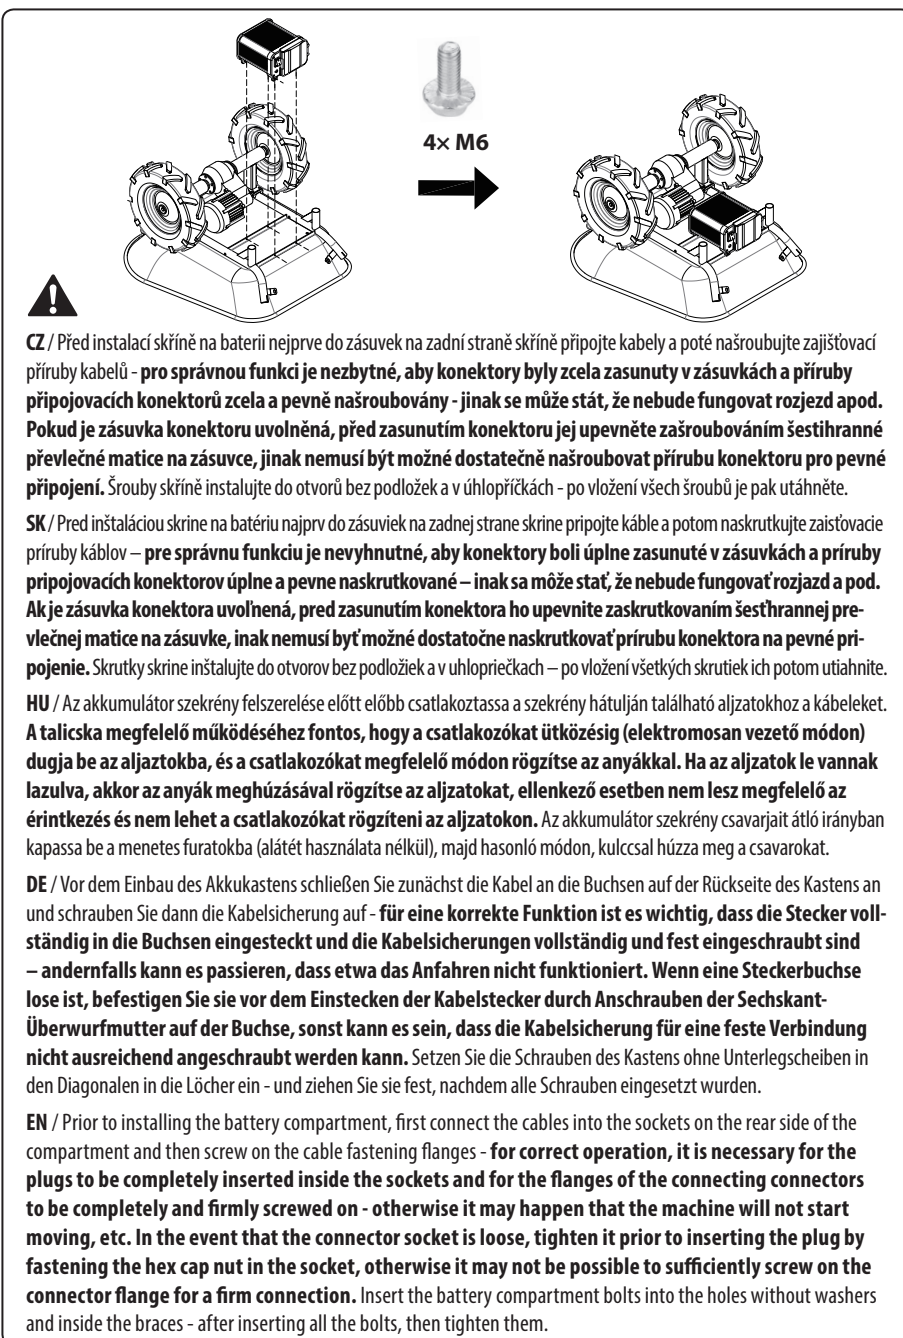 4× M6
CZ / Před instalací skříně na baterii nejprve do zásuvek na zadní straně skříně připojte kabely a poté našroubujte zajišťovací
příruby kabelů - pro správnou funkci je nezbytné, aby konektory byly zcela zasunuty v zásuvkách a příruby
připojovacích konektorů zcela a pevně našroubovány - jinak se může stát, že nebude fungovat rozjezd apod.
Pokud je zásuvka konektoru uvolněná, před zasunutím konektoru jej upevněte zašroubováním šestihranné
převlečné matice na zásuvce, jinak nemusí být možné dostatečně našroubovat přírubu konektoru pro pevné
připojení. Šrouby skříně instalujte do otvorů bez podložek a v úhlopříčkách - po vložení všech šroubů je pak utáhněte.
SK / Pred inštaláciou skrine na batériu najprv do zásuviek na zadnej strane skrine pripojte káble a potom naskrutkujte zaisťovacie
príruby káblov – pre správnu funkciu je nevyhnutné, aby konektory boli úplne zasunuté v zásuvkách a príruby
pripojovacích konektorov úplne a pevne naskrutkované – inak sa môže stať, že nebude fungovať rozjazd a pod.
Ak je zásuvka konektora uvoľnená, pred zasunutím konektora ho upevnite zaskrutkovaním šesťhrannej pre-
vlečnej matice na zásuvke, inak nemusí byť možné dostatočne naskrutkovať prírubu konektora na pevné pri-
pojenie. Skrutky skrine inštalujte do otvorov bez podložiek a v uhlopriečkach – po vložení všetkých skrutiek ich potom utiahnite.
HU / Az akkumulátor szekrény felszerelése előtt előbb csatlakoztassa a szekrény hátulján található aljzatokhoz a kábeleket.
A talicska megfelelő működéséhez fontos, hogy a csatlakozókat ütközésig (elektromosan vezető módon)
dugja be az aljaztokba, és a csatlakozókat megfelelő módon rögzítse az anyákkal. Ha az aljzatok le vannak
lazulva, akkor az anyák meghúzásával rögzítse az aljzatokat, ellenkező esetben nem lesz megfelelő az
érintkezés és nem lehet a csatlakozókat rögzíteni az aljzatokon. Az akkumulátor szekrény csavarjait átló irányban
kapassa be a menetes furatokba (alátét használata nélkül), majd hasonló módon, kulccsal húzza meg a csavarokat.
DE / Vor dem Einbau des Akkukastens schließen Sie zunächst die Kabel an die Buchsen auf der Rückseite des Kastens an
und schrauben Sie dann die Kabelsicherung auf - für eine korrekte Funktion ist es wichtig, dass die Stecker voll-
ständig in die Buchsen eingesteckt und die Kabelsicherungen vollständig und fest eingeschraubt sind
– andernfalls kann es passieren, dass etwa das Anfahren nicht funktioniert. Wenn eine Steckerbuchse
lose ist, befestigen Sie sie vor dem Einstecken der Kabelstecker durch Anschrauben der Sechskant-
Überwurfmutter auf der Buchse, sonst kann es sein, dass die Kabelsicherung für eine feste Verbindung
nicht ausreichend angeschraubt werden kann. Setzen Sie die Schrauben des Kastens ohne Unterlegscheiben in
den Diagonalen in die Löcher ein - und ziehen Sie sie fest, nachdem alle Schrauben eingesetzt wurden.
EN / Prior to installing the battery compartment, first connect the cables into the sockets on the rear side of the
compartment and then screw on the cable fastening flanges - for correct operation, it is necessary for the
plugs to be completely inserted inside the sockets and for the flanges of the connecting connectors
to be completely and firmly screwed on - otherwise it may happen that the machine will not start
moving, etc. In the event that the connector socket is loose, tighten it prior to inserting the plug by
fastening the hex cap nut in the socket, otherwise it may not be possible to sufficiently screw on the
connector flange for a firm connection. Insert the battery compartment bolts into the holes without washers
and inside the braces - after inserting all the bolts, then tighten them.